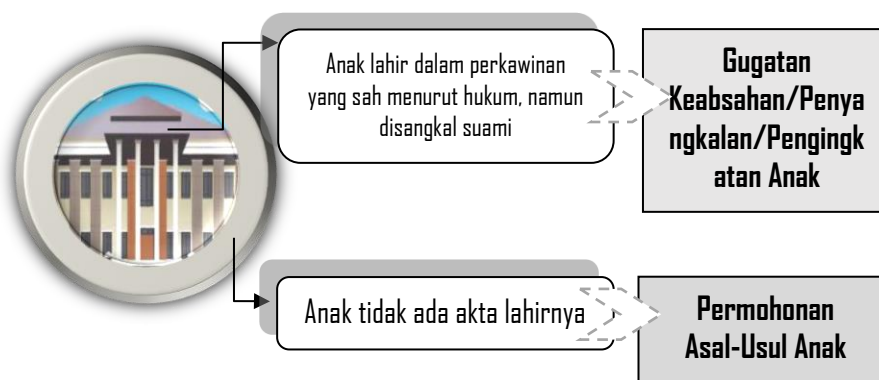 Anak lahir dalam perkawinan
yang sah menurut hukum, namun
disangkal suami
Gugatan
Keabsahan/Penya
ngkalan/Pengingk
atan Anak
Anak tidak ada akta lahirnya
Permohonan
Asal-Usul Anak